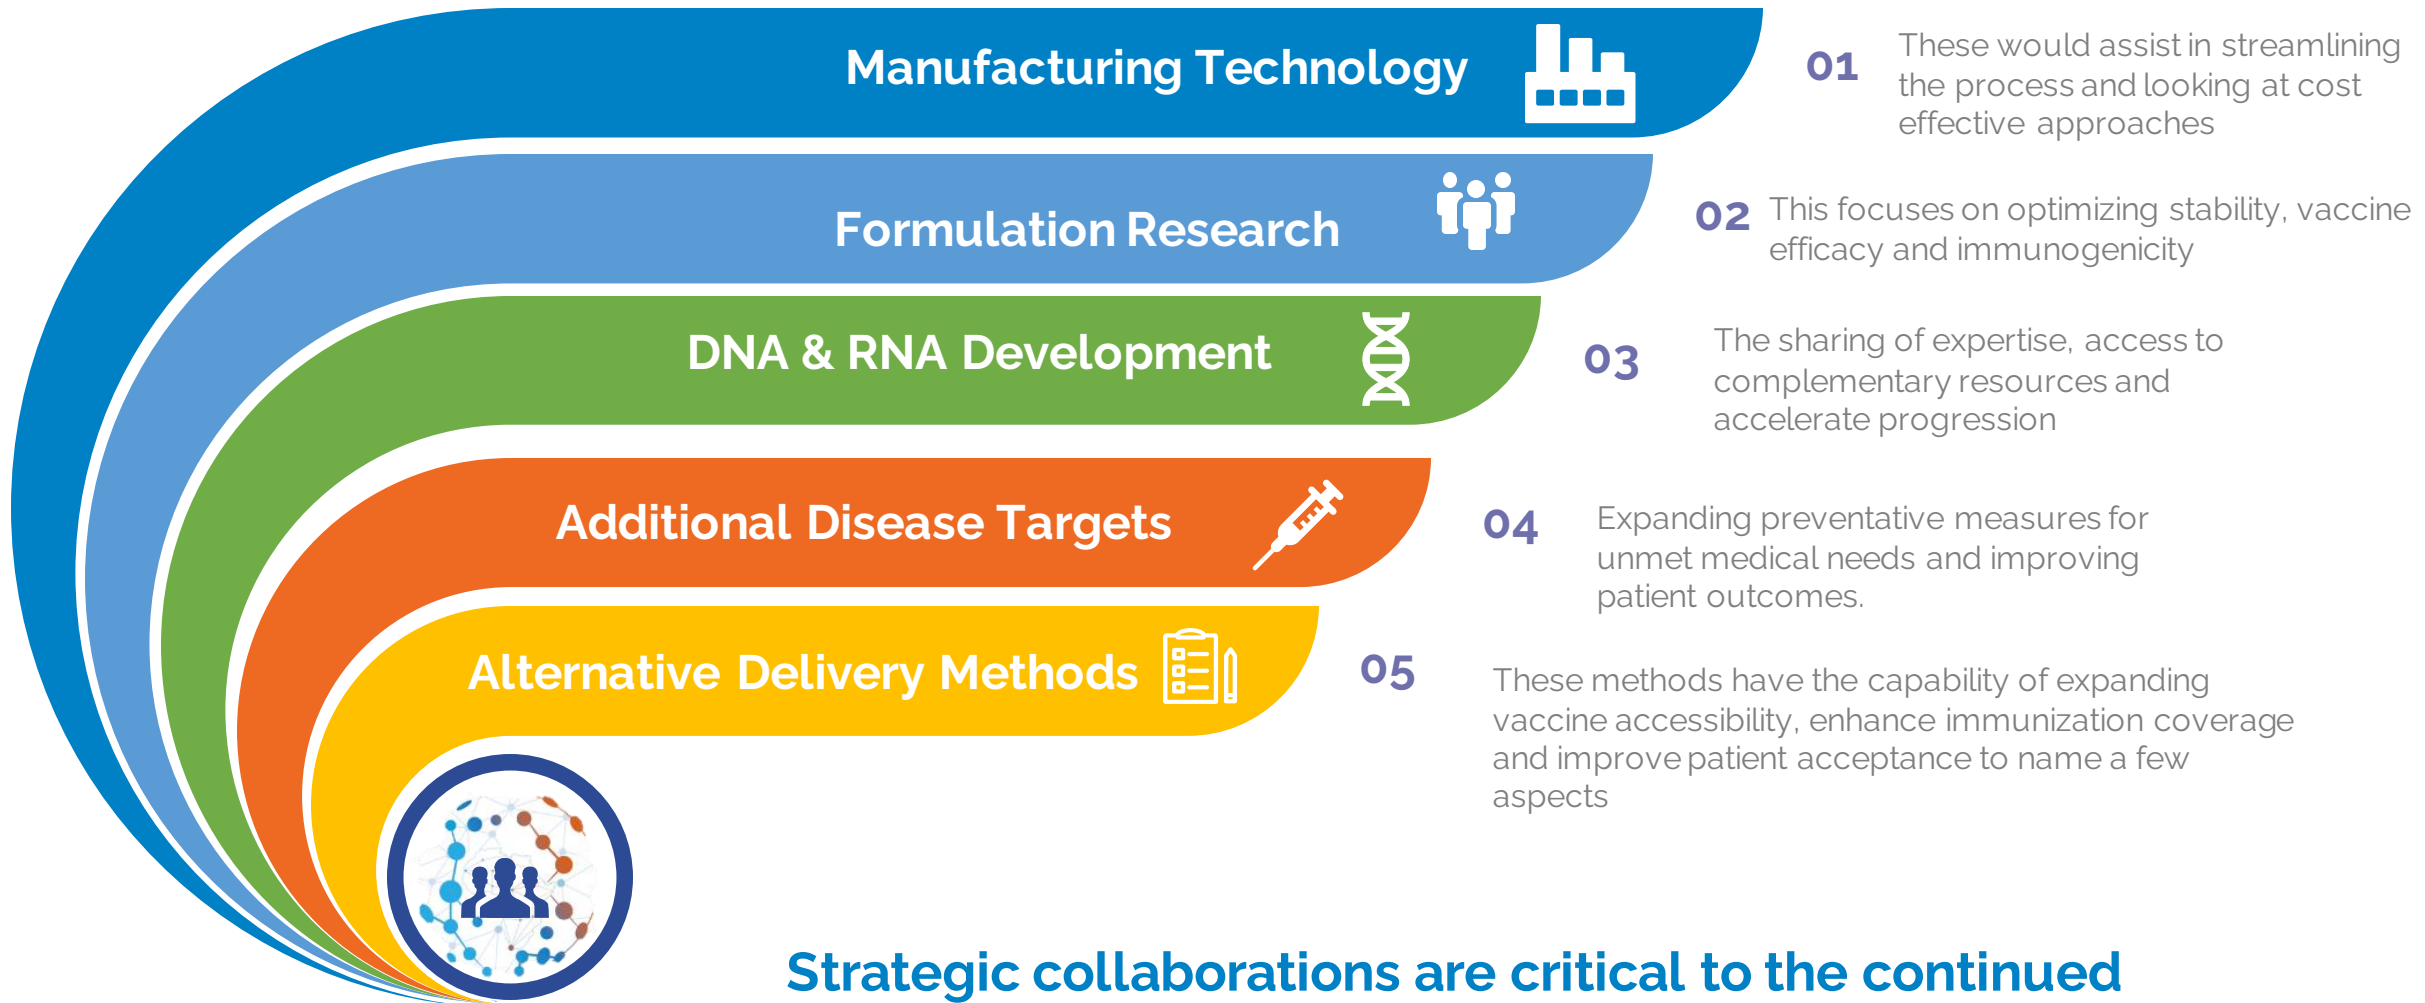 Manufacturing Technology
01
These would assist in streamlining
the process and looking at cost
effective approaches
Formulation Research
02
This focuses on optimizing stability, vaccine
efficacy and immunogenicity
DNA & RNA Development
03
The sharing of expertise, access to
complementary resources and
accelerate progression
Additional Disease Targets
04
Expanding preventative measures for
unmet medical needs and improving
patient outcomes.
Alternative Delivery Methods
05
These methods have the capability of expanding
vaccine accessibility, enhance immunization coverage
and improve patient acceptance to name a few
aspects
Strategic collaborations are critical to the continued